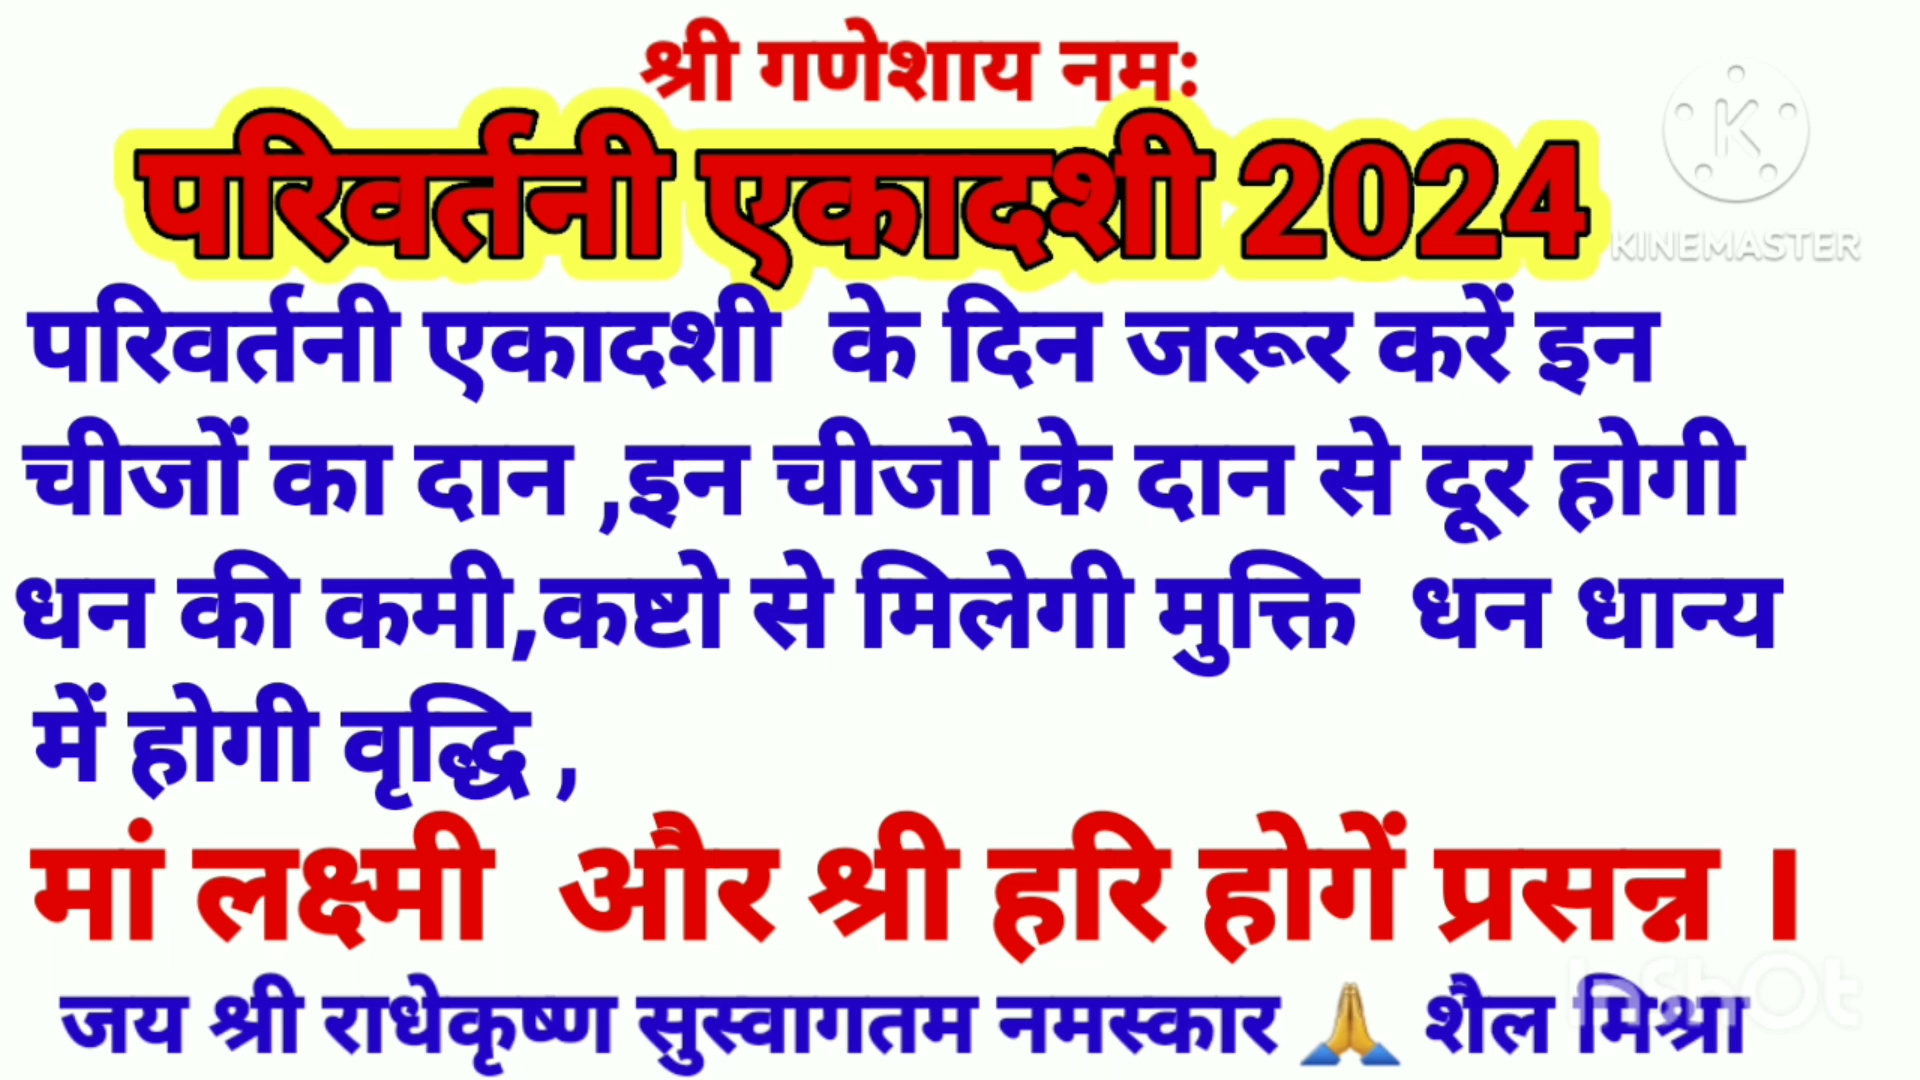 श्री गणेशाय नमः
परिवर्तनी एकादशी 2024
KINEMASTER
परिवर्तनी एकादशी के दिन जरूर करें इन
चीजों का दान ,इन चीजो के दान से दूर होगी
धन की कमी,कष्टो से मिलेगी मुक्ति धन धान्य
में होगी वृद्धि ,
मां लक्ष्मी और श्री हरि होगें प्रसन्न ।
जय श्री राधेकृष्ण सुस्वागतम नमस्कार 🙏 शैल मिश्रा
InShOt